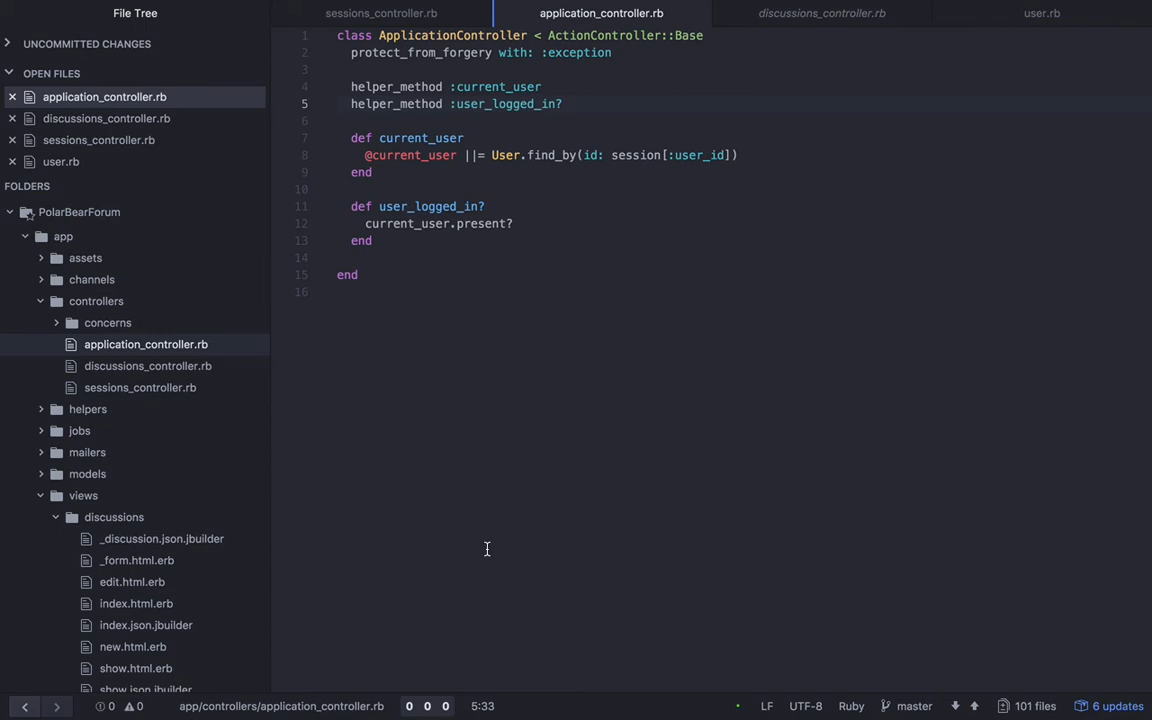 File Tree
UNCOMMITTED CHANGES
OPEN FILES
application_controller.rb
discussions_controller.rb
sessions_controller.rb
user.rb
FOLDERS
PolarBearForum
app
assets
channels
controllers
concerns
application_controller.rb
discussions_controller.rb
sessions_controller.rb
helpers
jobs
mailers
models
views
discussions
_discussion.json.jbuilder
_form.html.erb
edit.html.erb
index.html.erb
index.json.jbuilder
new.html.erb
show.html.erb
show.json.jbuilder
sessions_controller.rb application_controller.rb discussions_controller.rb user.rb
1 class ApplicationController < ActionController::Base
2 protect_from_forgery with: :exception
3
4 helper_method :current_user
5 helper_method :user_logged_in?
6
7 def current_user
8 @current_user ||= User.find_by(id: session[:user_id])
9 end
10
11 def user_logged_in?
12 current_user.present?
13 end
14
15 end
16
0 0 app/controllers/application_controller.rb 0 0 0 5:33 LF UTF-8 Ruby master 101 files 6 updates